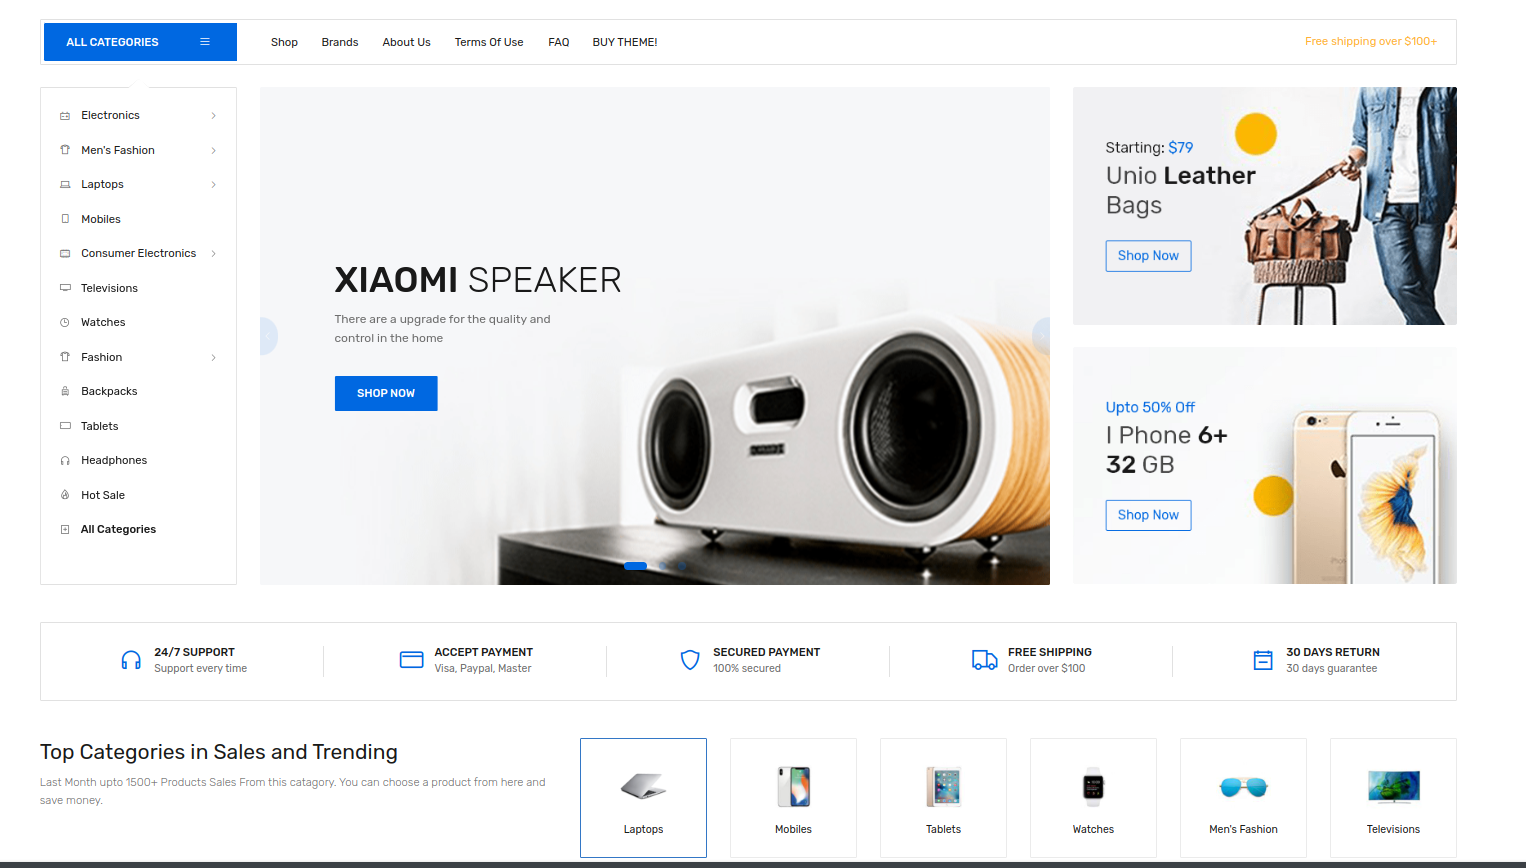 ALL CATEGORIES
Shop
Brands
About Us
Terms Of Use
FAQ
BUY THEME!
Free shipping over $100+
Electronics
Men's Fashion
Laptops
Mobiles
Consumer Electronics
Televisions
Watches
Fashion
Backpacks
Tablets
Headphones
Hot Sale
All Categories
XIAOMI SPEAKER
There are a upgrade for the quality and
control in the home
SHOP NOW
Starting: $79
Unio Leather
Bags
Shop Now
Upto 50% Off
I Phone 6+
32 GB
Shop Now
24/7 SUPPORT
Support every time
ACCEPT PAYMENT
Visa, Paypal, Master
SECURED PAYMENT
100% secured
FREE SHIPPING
Order over $100
30 DAYS RETURN
30 days guarantee
Top Categories in Sales and Trending
Last Month upto 1500+ Products Sales From this catagory. You can choose a product from here and
save money.
Laptops
Mobiles
Tablets
Watches
Men's Fashion
Televisions